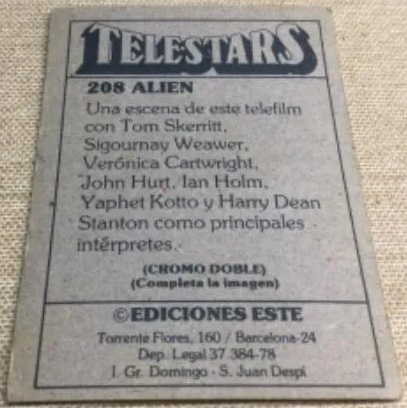 TELESTARS
208 ALIEN
Una escena de este telefilm
con Tom Skerritt,
Sigournay Weawer,
Verónica Cartwright,
John Hurt, Ian Holm,
Yaphet Kotto y Harry Dean
Stanton como principales
intérpretes.
(CROMO DOBLE)
(Completa la imagen)
©EDICIONES ESTE
Torrente Flores, 160 / Barcelona-24
Dep. Legal 37.384-78
I. Gr. Domingo - S. Juan Despí